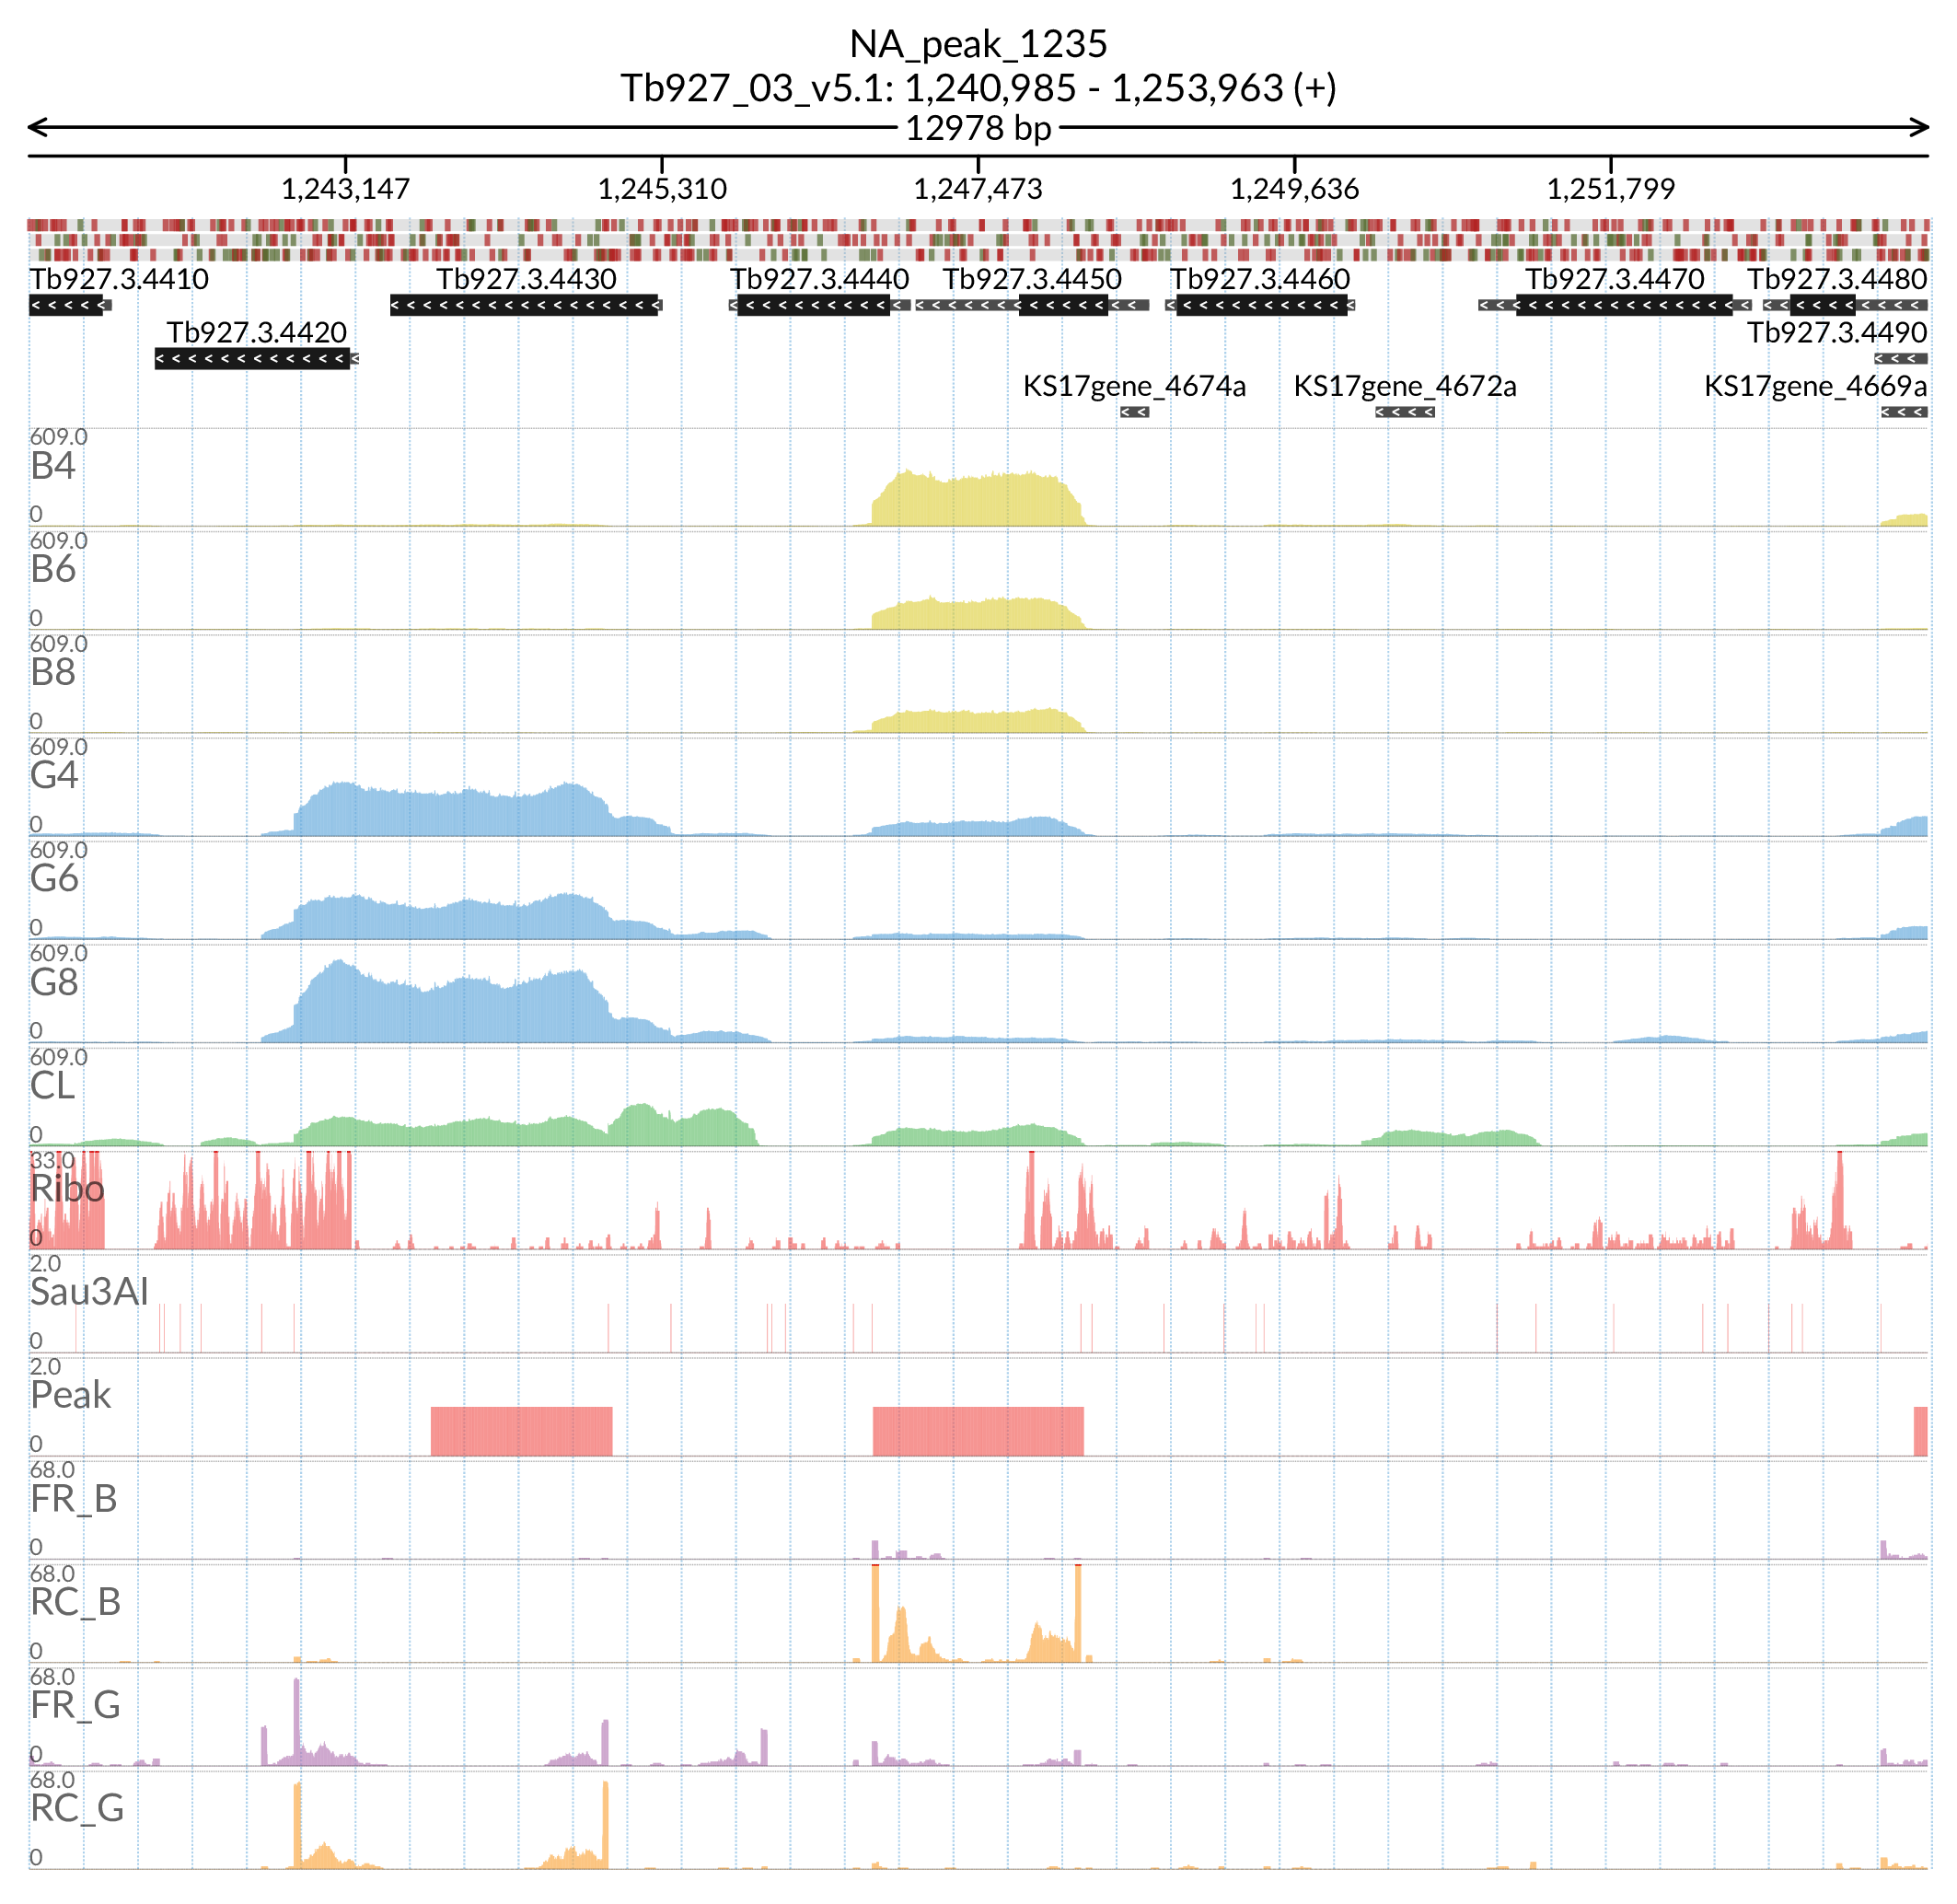 NA_peak_1235
Tb927_03_v5.1: 1,240,985 - 1,253,963 (+)
12978 bp
1,243,147 1,245,310 1,247,473 1,249,636 1,251,799
Tb927.3.4410 Tb927.3.4430 Tb927.3.4440 Tb927.3.4450 Tb927.3.4460 Tb927.3.4470 Tb927.3.4480
Tb927.3.4420 Tb927.3.4490
KS17gene_4674a KS17gene_4672a KS17gene_4669a
609.0
B4
0
609.0
B6
0
609.0
B8
0
609.0
G4
0
609.0
G6
0
609.0
G8
0
609.0
CL
0
33.0
Ribo
0
2.0
Sau3AI
0
2.0
Peak
0
68.0
FR_B
0
68.0
RC_B
0
68.0
FR_G
0
68.0
RC_G
0